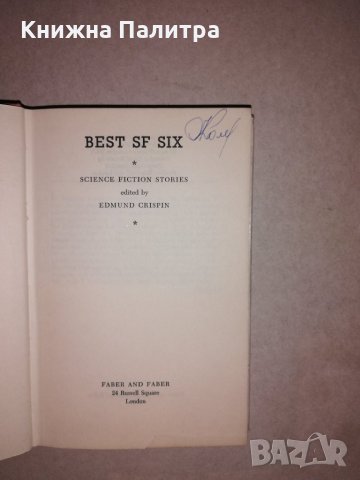 Книжна Палитра
BEST SF SIX
*
SCIENCE FICTION STORIES
edited by
EDMUND CRISPIN
*
FABER AND FABER
24 Russell Square
London
BAZAR